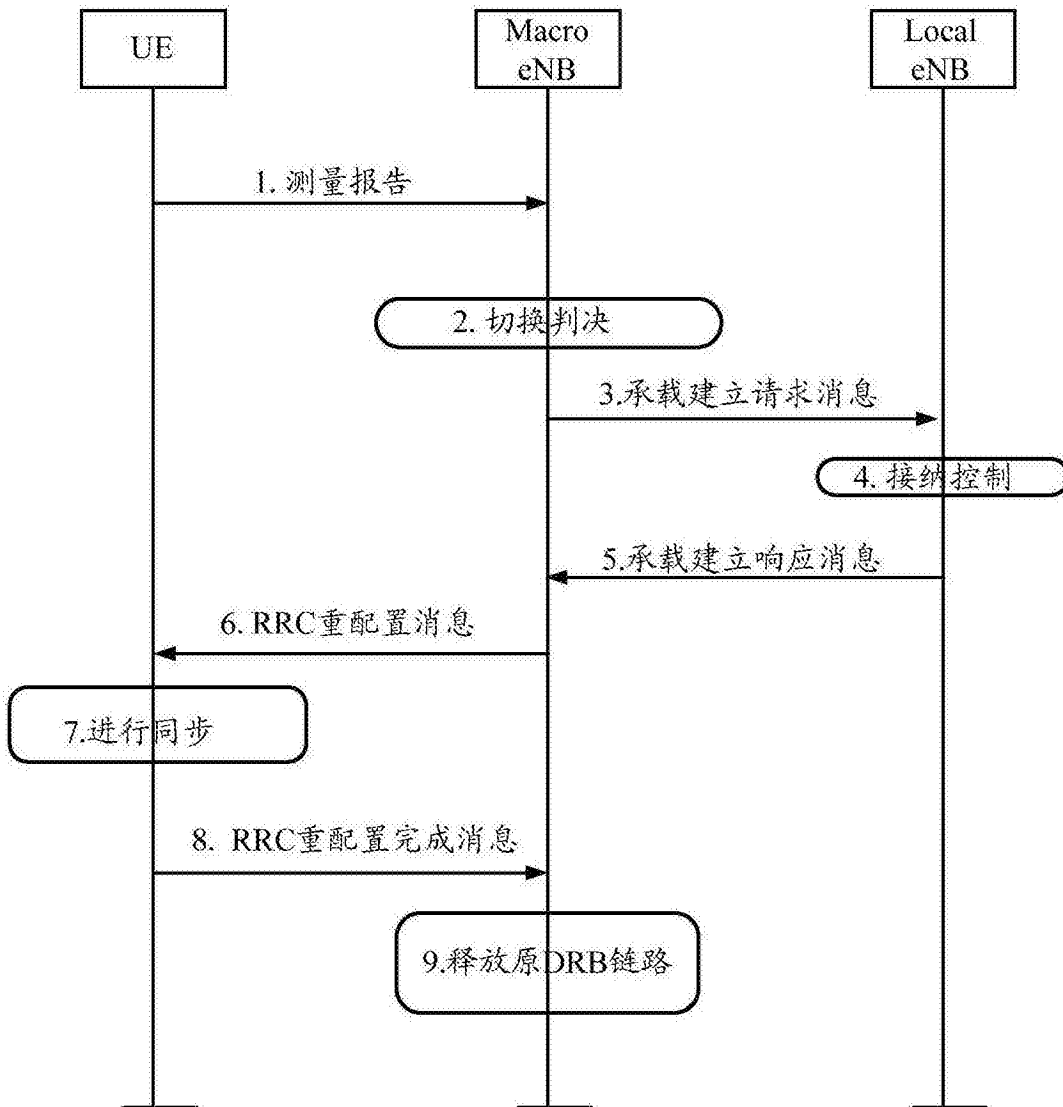 UE
Macro
eNB
Local
eNB
1. 测量报告
2. 切换判决
3.承载建立请求消息
4. 接纳控制
5.承载建立响应消息
6. RRC重配置消息
7.进行同步
8. RRC重配置完成消息
9.释放原DRB链路